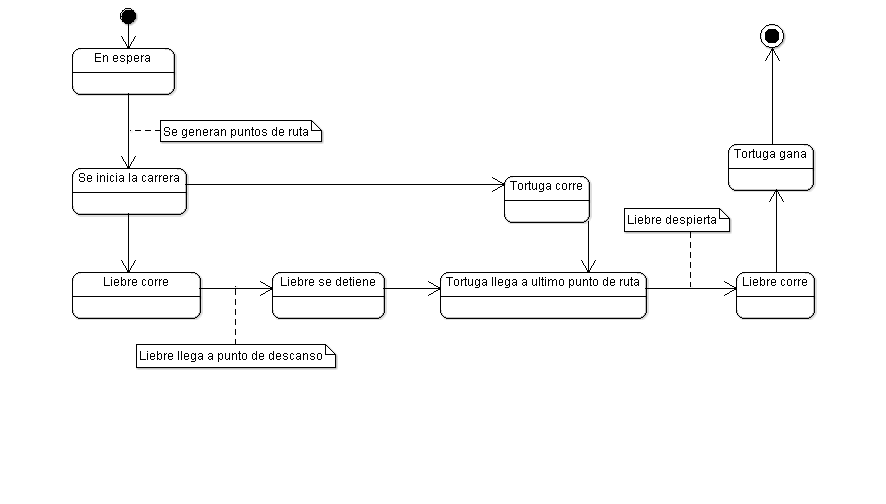 En espera
Se generan puntos de ruta
Se inicia la carrera
Tortuga corre
Tortuga gana
Liebre despierta
Liebre corre
Liebre se detiene
Tortuga llega a ultimo punto de ruta
Liebre corre
Liebre llega a punto de descanso